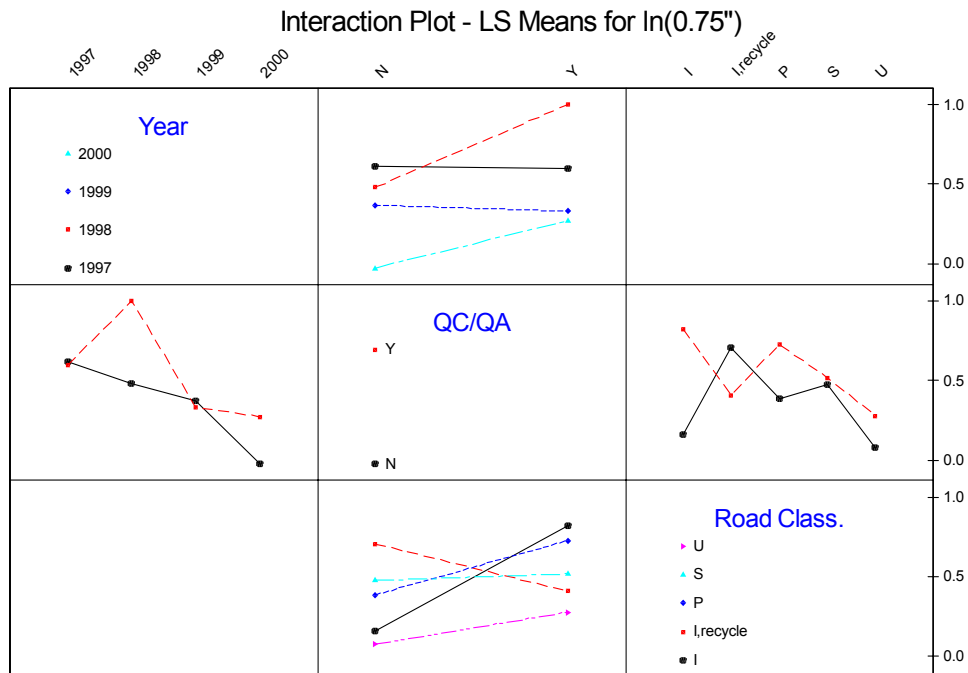 Interaction Plot - LS Means for ln(0.75")
1997 1998 1999 2000 N Y I I,recycle P S U
Year
2000
1999
1998
1997
1.0
0.5
0.0
QC/QA
Y
N
1.0
0.5
0.0
Road Class.
U
S
P
I,recycle
I
1.0
0.5
0.0